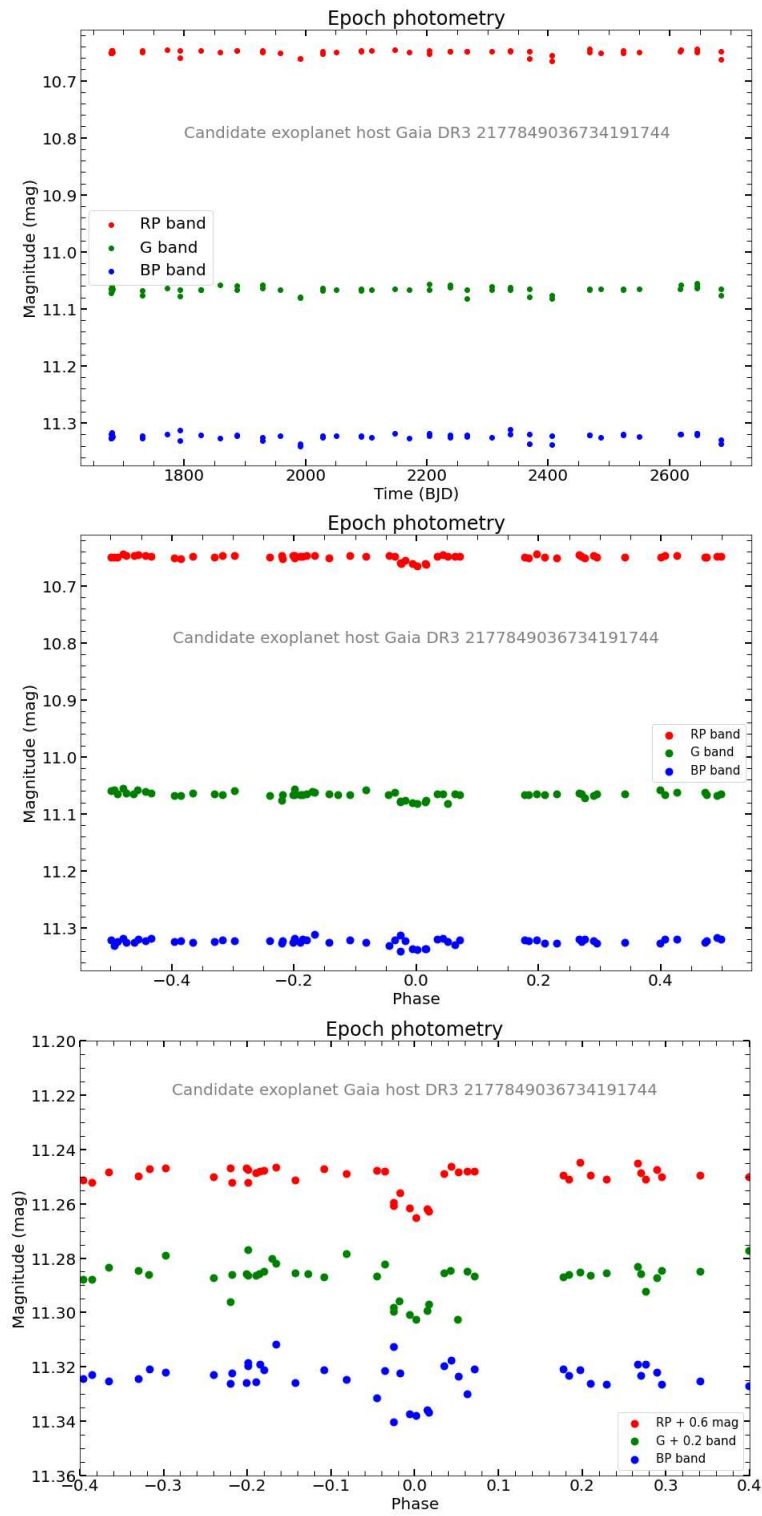 Epoch photometry
10.7
10.8
Candidate exoplanet host Gaia DR3 2177849036734191744
10.9
RP band
11.0
G band
BP band
11.1
11.2
11.3
Magnitude (mag)
1800 2000 2200 2400 2600
Time (BJD)
Epoch photometry
10.7
10.8
Candidate exoplanet host Gaia DR3 2177849036734191744
10.9
11.0
RP band
G band
BP band
11.1
11.2
11.3
Magnitude (mag)
−0.4 −0.2 0.0 0.2 0.4
Phase
Epoch photometry
11.20
Candidate exoplanet Gaia host DR3 2177849036734191744
11.22
11.24
11.26
11.28
11.30
11.32
11.34
11.36
Magnitude (mag)
RP + 0.6 mag
G + 0.2 band
BP band
−0.4 −0.3 −0.2 −0.1 0.0 0.1 0.2 0.3 0.4
Phase